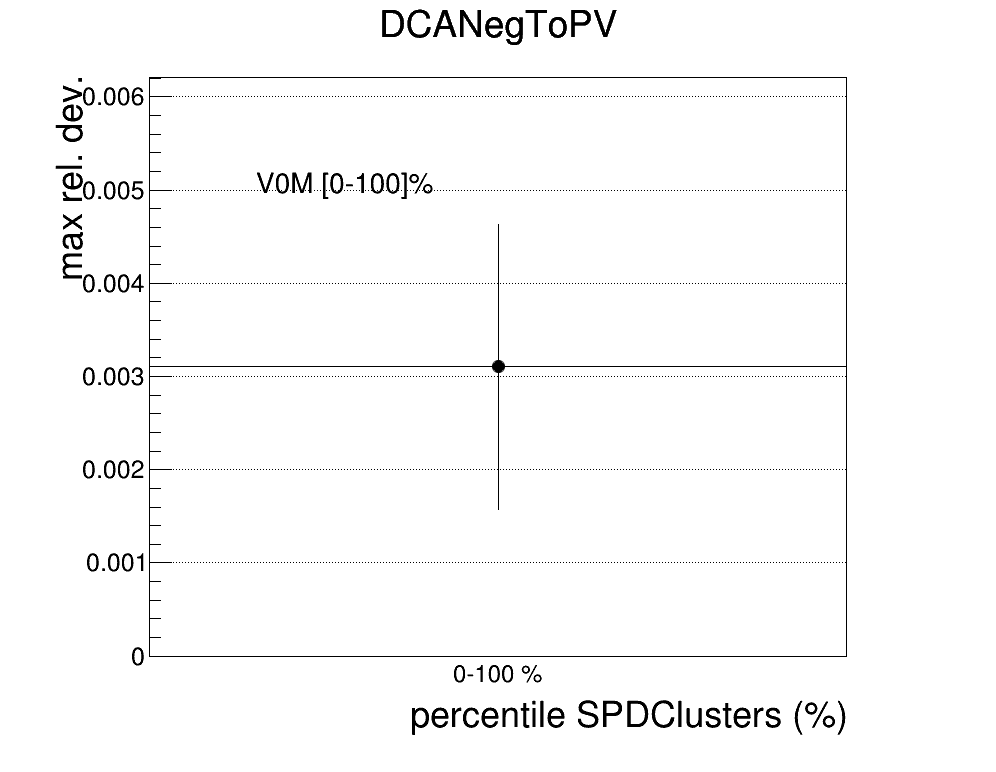 DCANegToPV
max rel. dev.
0.006
V0M [0-100]%
0.005
0.004
0.003
0.002
0.001
0
0-100 %
percentile SPDClusters (%)